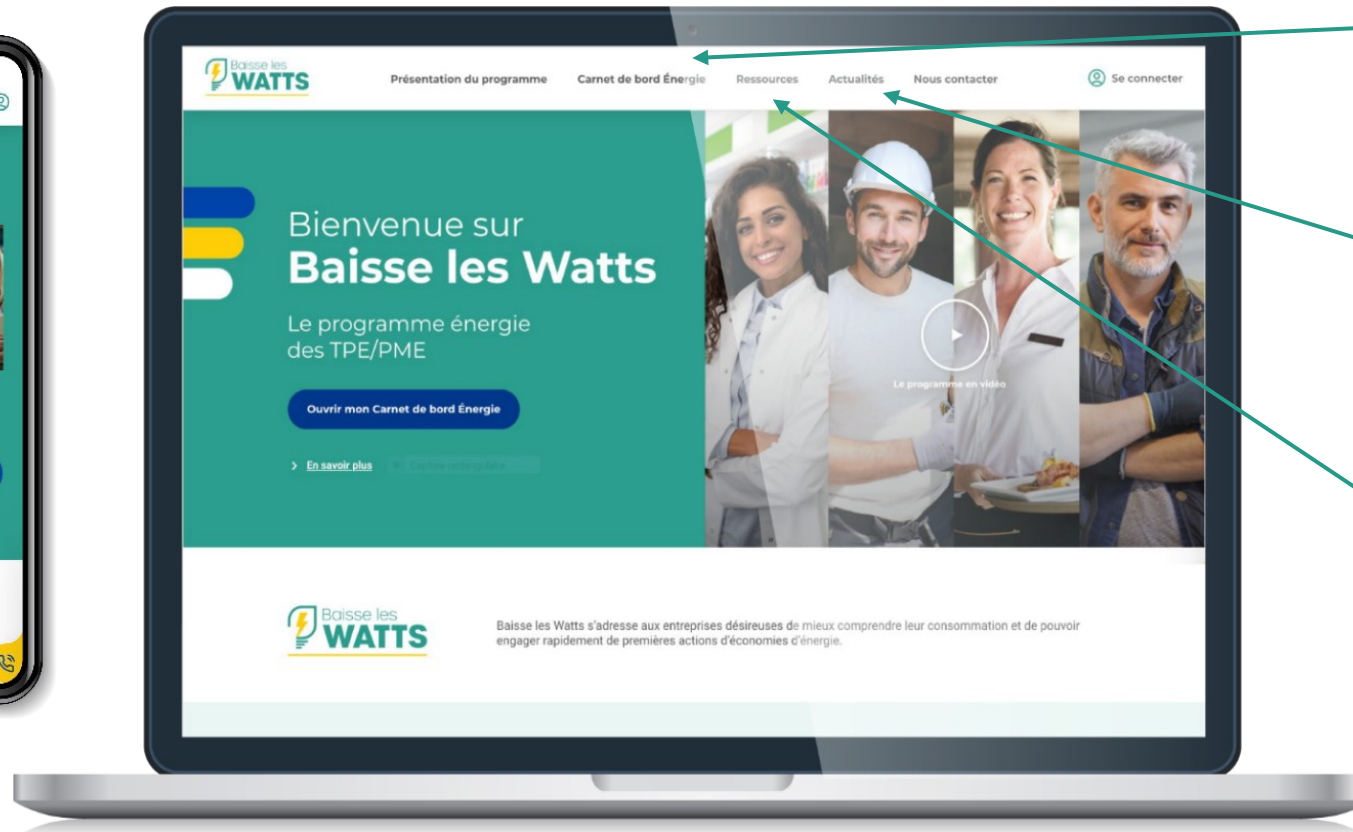 Baisse les
WATTS
Présentation du programme Carnet de bord Énergie Ressources Actualités Nous contacter Se connecter
Bienvenue sur
Baisse les Watts
Le programme énergie
des TPE/PME
Ouvrir mon Carnet de bord Énergie
> En savoir plus
Capture rectangulaire
Le programme en vidéo
Baisse les
WATTS
Baisse les Watts s'adresse aux entreprises désireuses de mieux comprendre leur consommation et de pouvoir
engager rapidement de premières actions d'économies d'énergie.